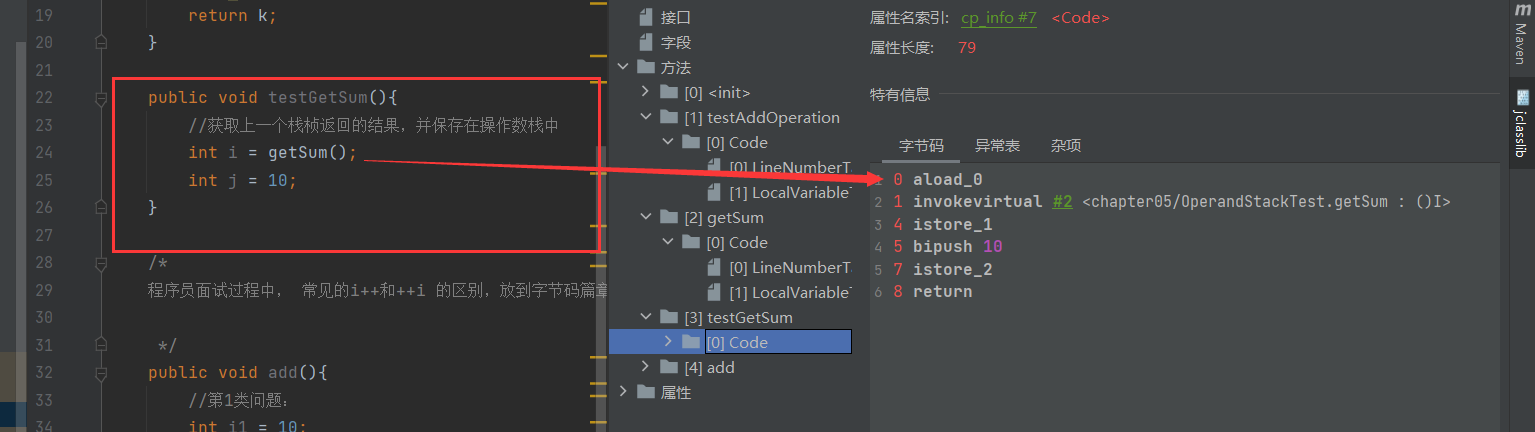 19 return k;
20 }
21
22 public void testGetSum(){
23 //获取上一个栈桢返回的结果，并保存在操作数栈中
24 int i = getSum();
25 int j = 10;
26 }
27
28 /*
29 程序员面试过程中， 常见的i++和++i 的区别，放到字节码篇章
30
31 */
32 public void add(){
33 //第1类问题：
34 int i1 = 10;
接口
字段
方法
[0] <init>
[1] testAddOperation
[0] Code
[0] LineNumberT
[1] LocalVariable
[2] getSum
[0] Code
[0] LineNumberT
[1] LocalVariable
[3] testGetSum
[0] Code
[4] add
属性
属性名索引: cp_info #7 <Code>
属性长度: 79
特有信息
字节码 异常表 杂项
1 0 aload_0
2 1 invokevirtual #2 <chapter05/OperandStackTest.getSum : ()I>
3 4 istore_1
4 5 bipush 10
5 7 istore_2
6 8 return
m Maven
jclasslib